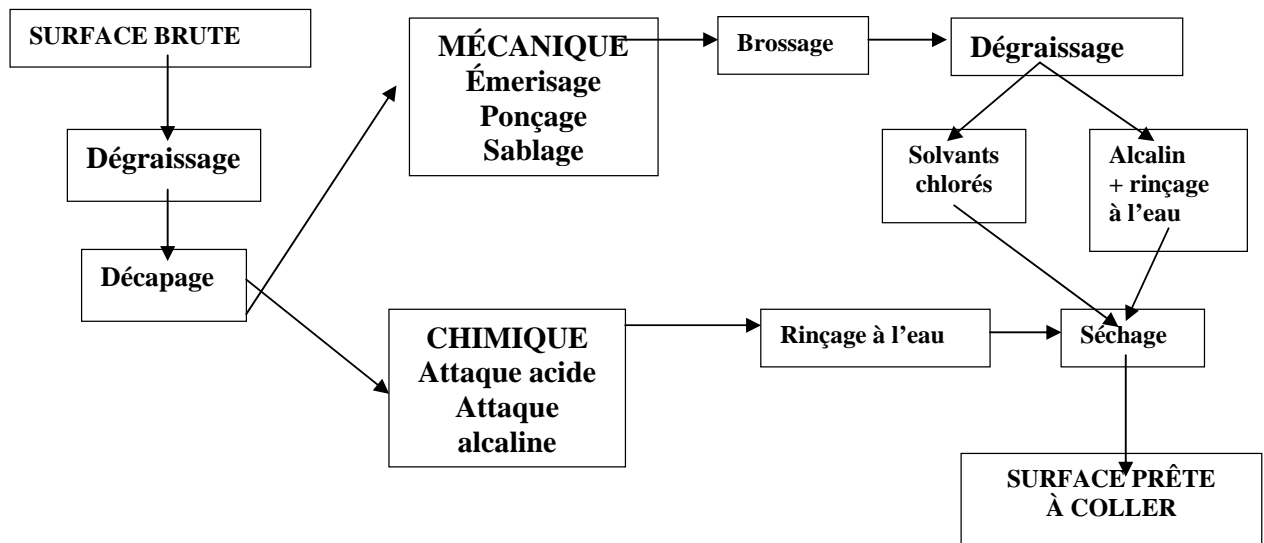 SURFACE BRUTE
Dégraissage
Décapage
MÉCANIQUE
Émerisage
Ponçage
Sablage
Brossage
Dégraissage
Solvants
chlorés
Alcalin
+ rinçage
à l’eau
CHIMIQUE
Attaque acide
Attaque
alcaline
Rinçage à l’eau
Séchage
SURFACE PRÊTE
À COLLER